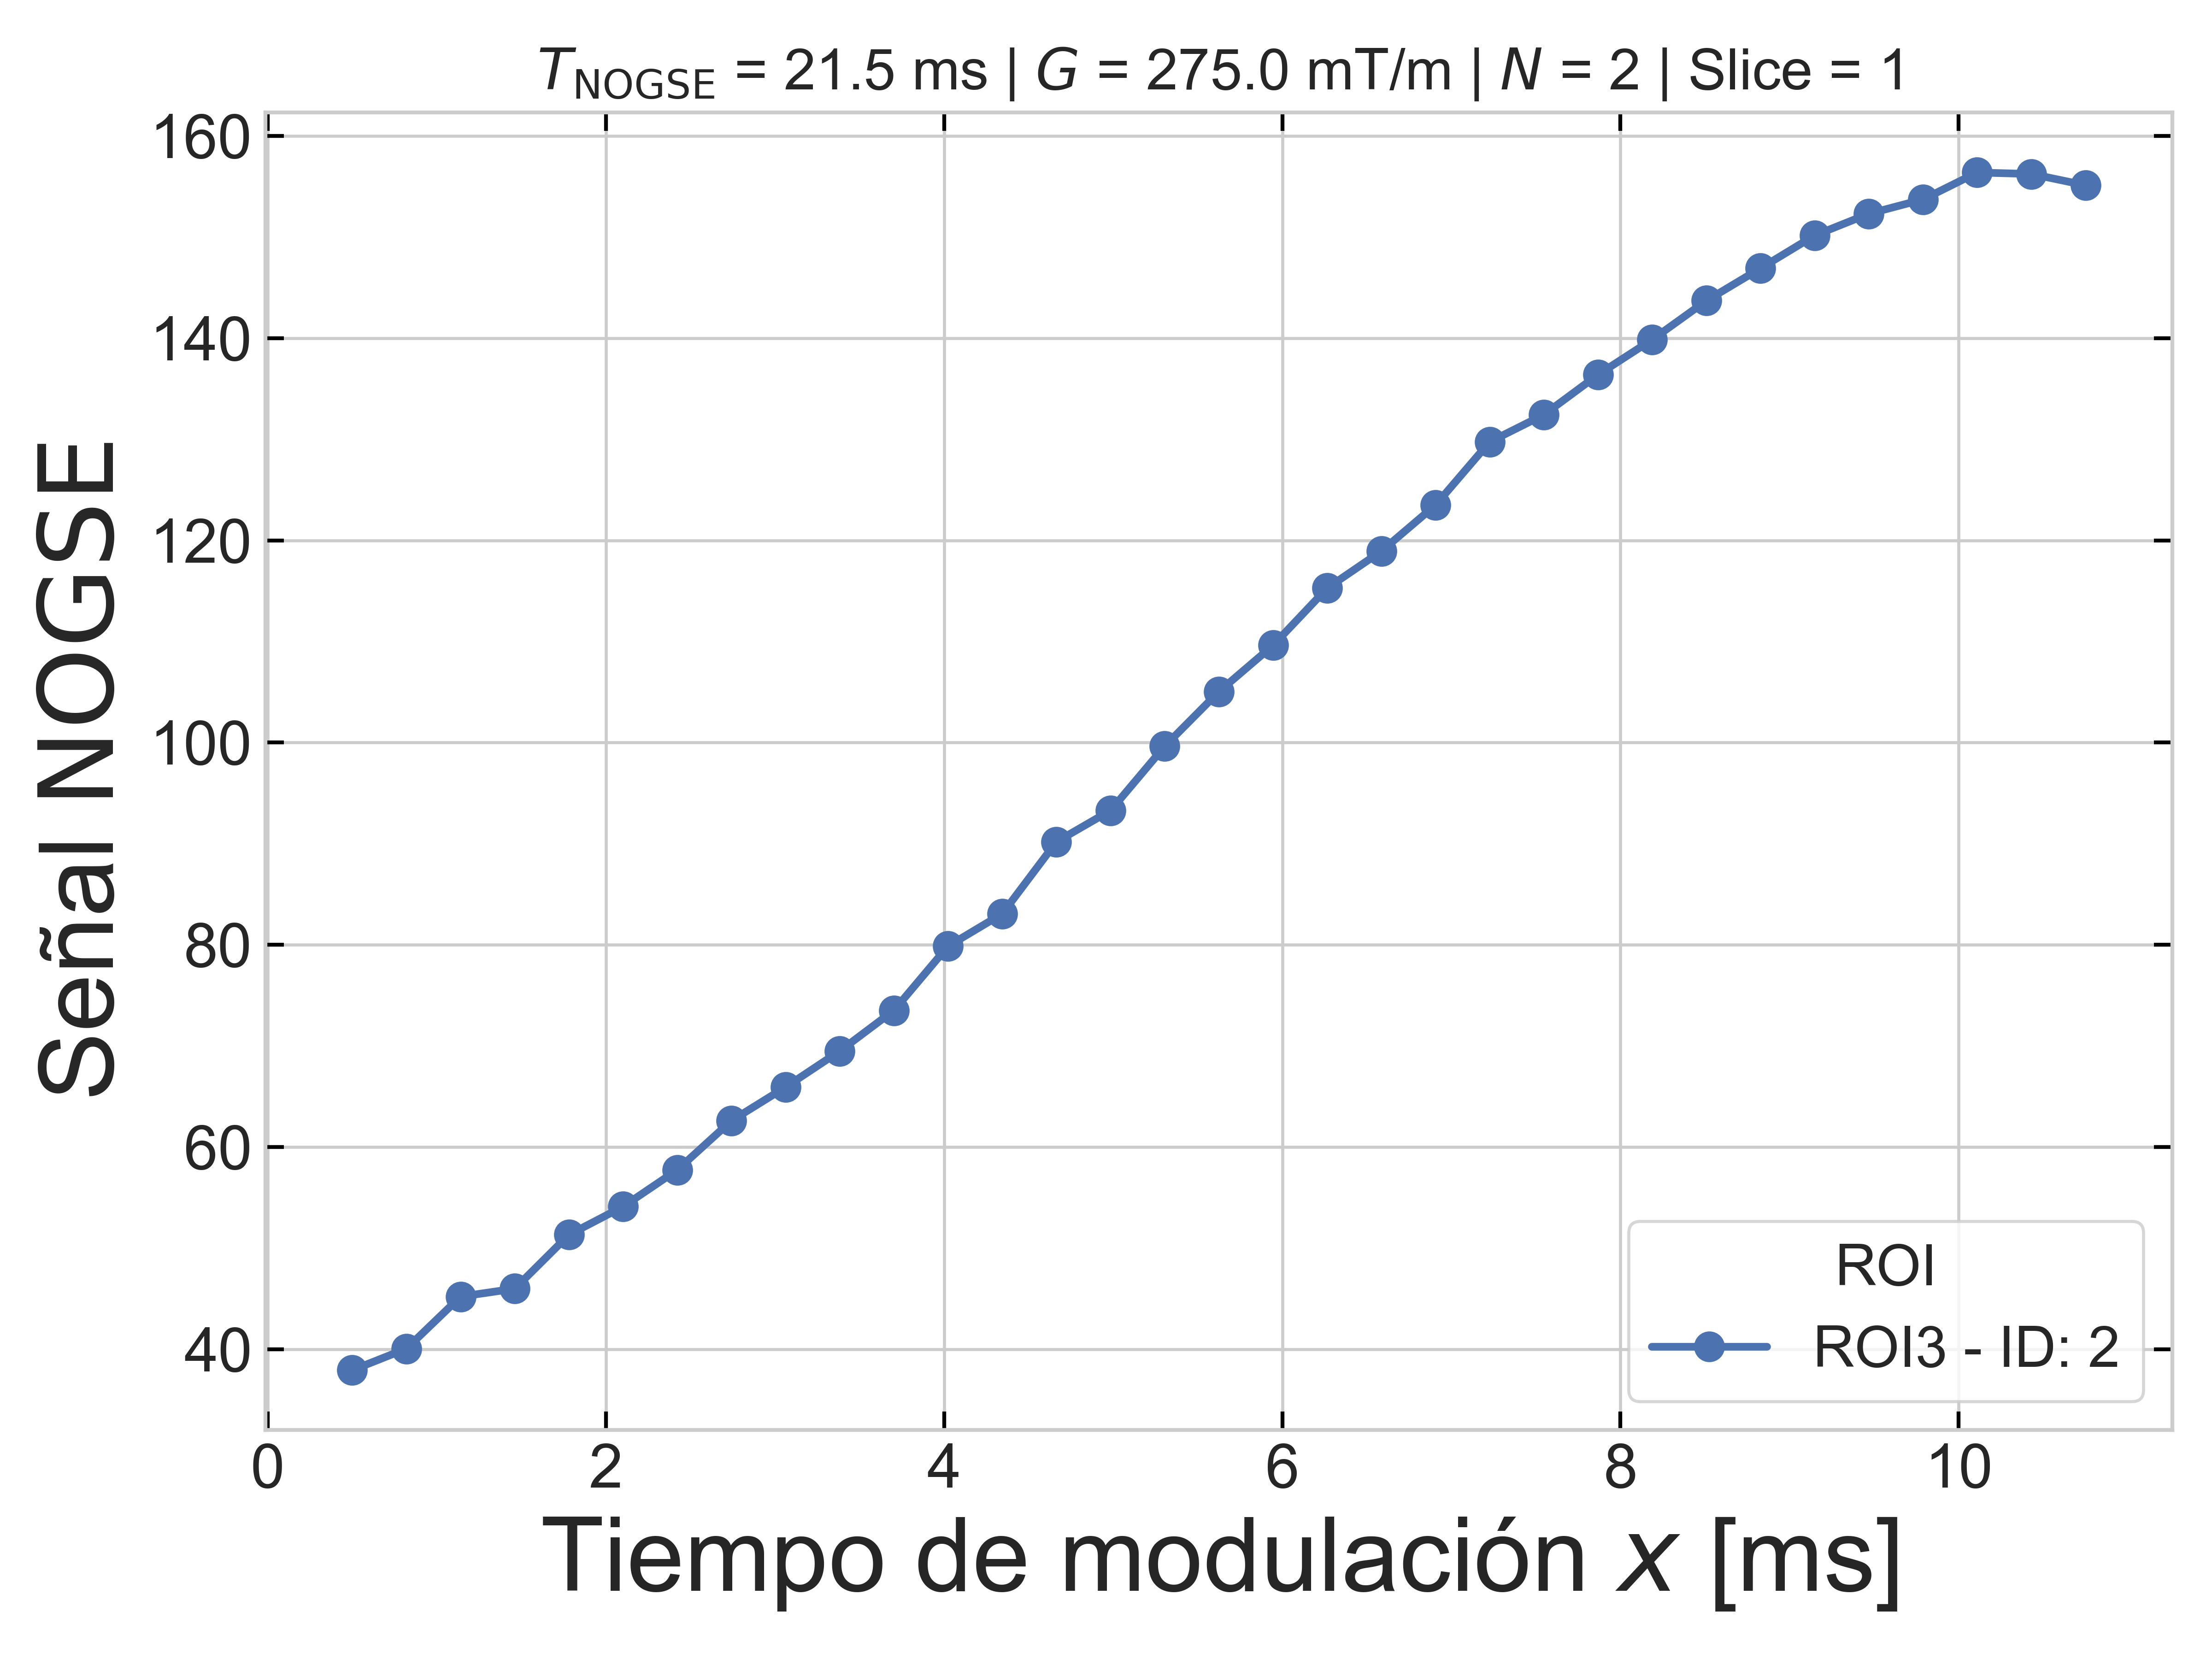 T_NOGSE = 21.5 ms | G = 275.0 mT/m | N = 2 | Slice = 1
Señal NOGSE
160
140
120
100
80
60
40
0 2 4 6 8 10
Tiempo de modulación x [ms]
ROI
ROI3 - ID: 2